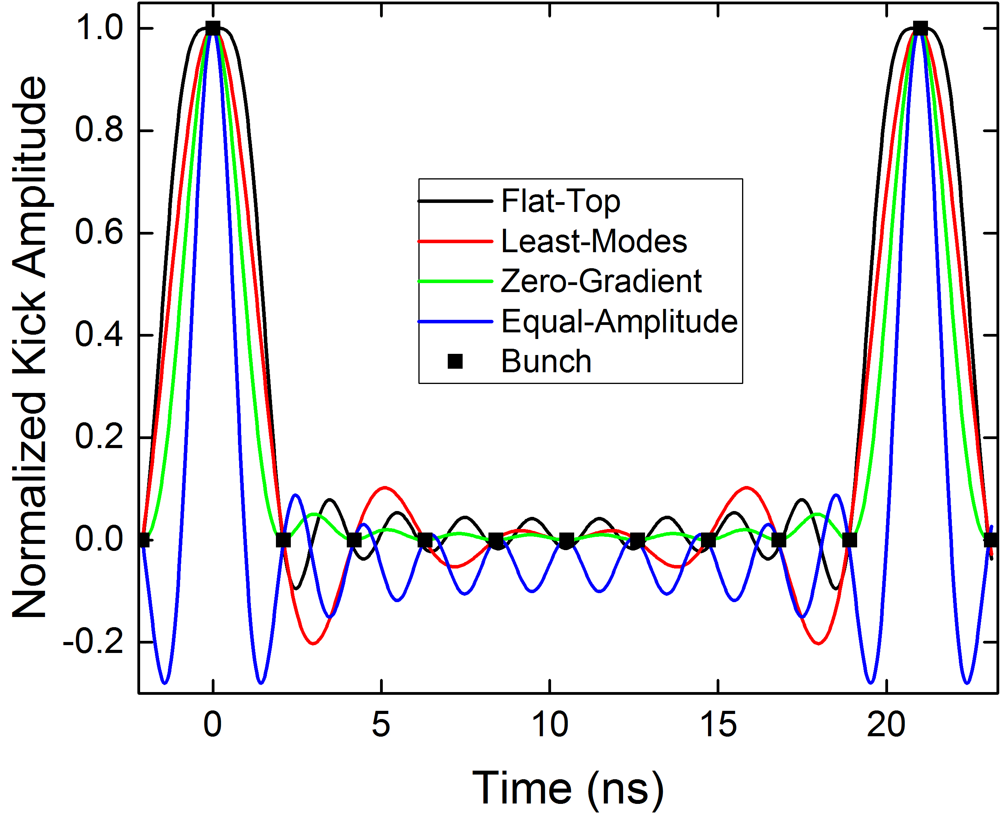 Normalized Kick Amplitude
1.0
0.8
0.6
0.4
0.2
0.0
-0.2
Flat-Top
Least-Modes
Zero-Gradient
Equal-Amplitude
Bunch
0 5 10 15 20
Time (ns)